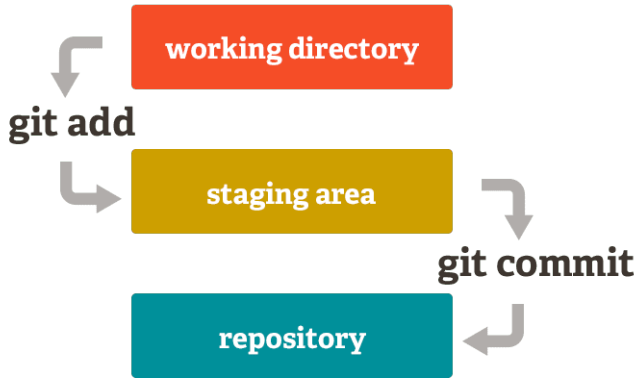 working directory
git add
staging area
git commit
repository